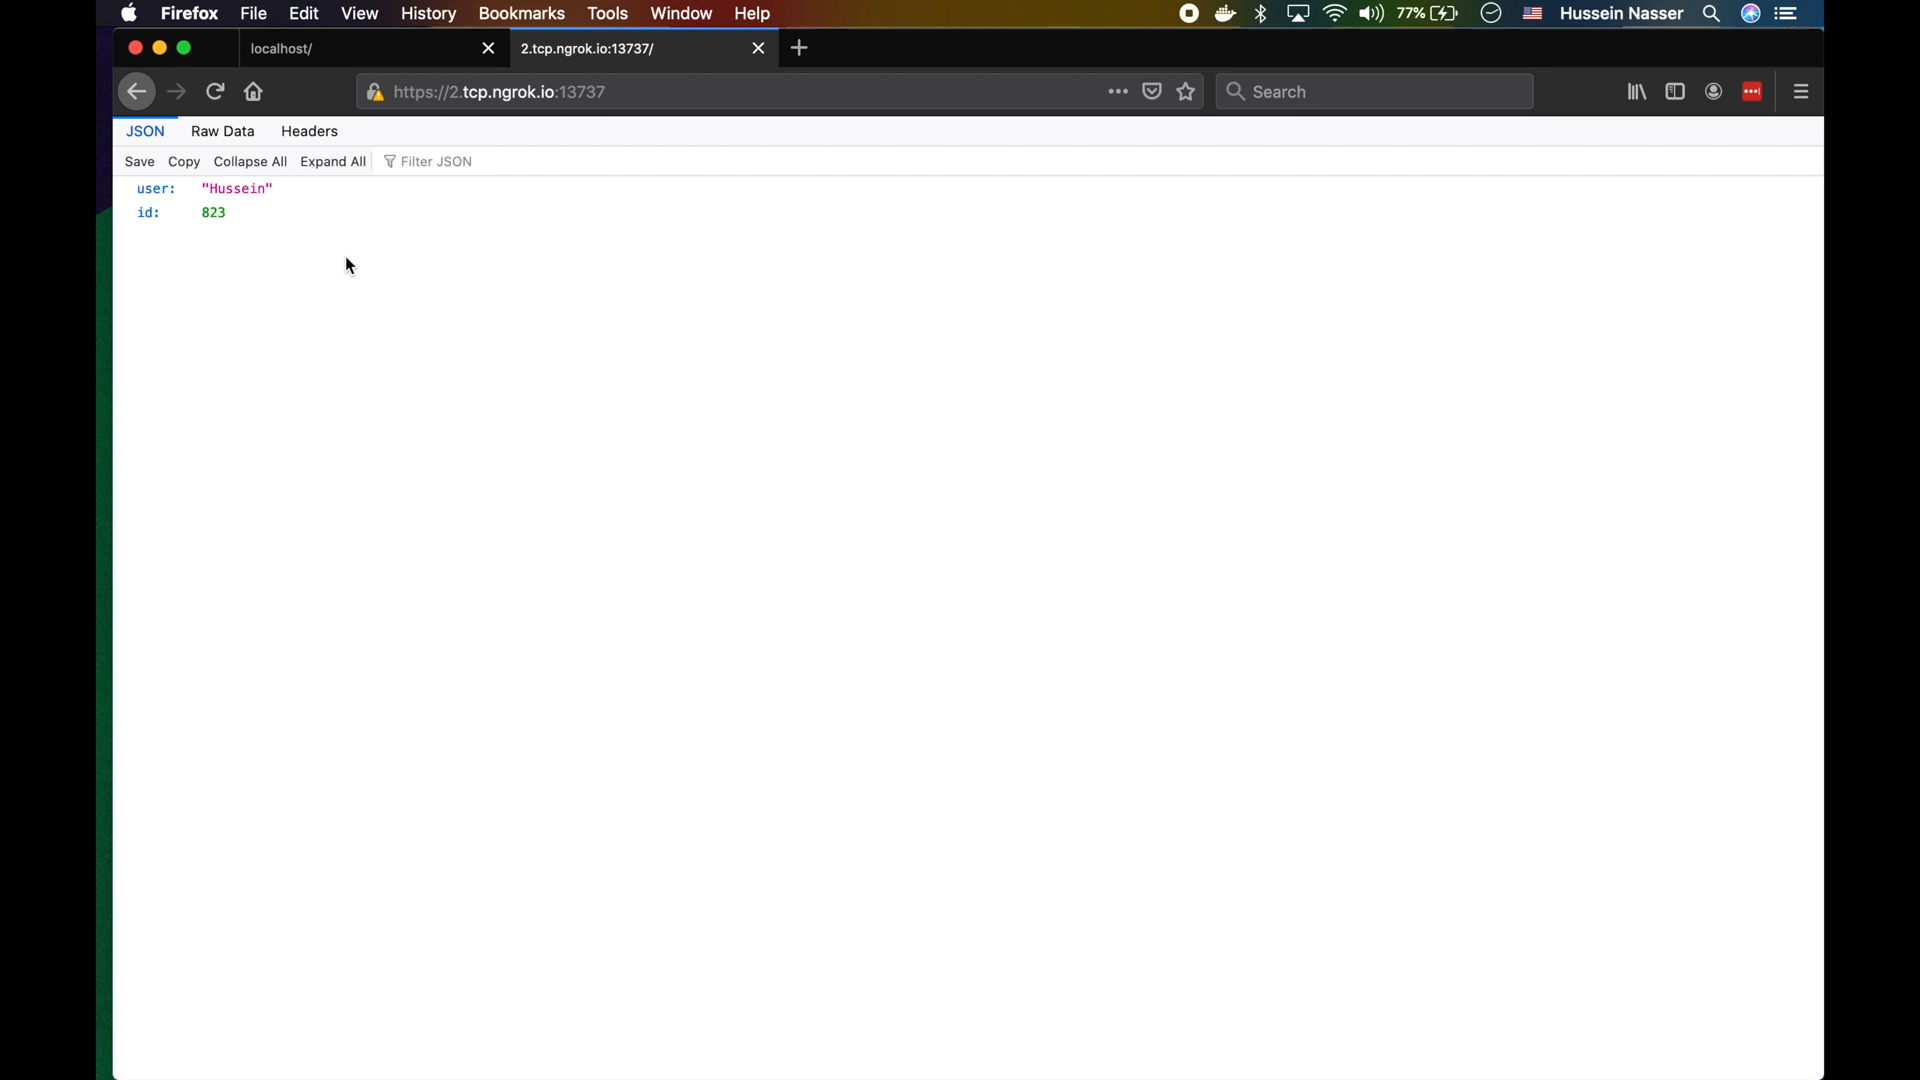 Firefox File Edit View History Bookmarks Tools Window Help 77% Hussein Nasser
localhost/ 2.tcp.ngrok.io:13737/
https://2.tcp.ngrok.io:13737 Search
JSON Raw Data Headers
Save Copy Collapse All Expand All Filter JSON
user: "Hussein"
id: 823